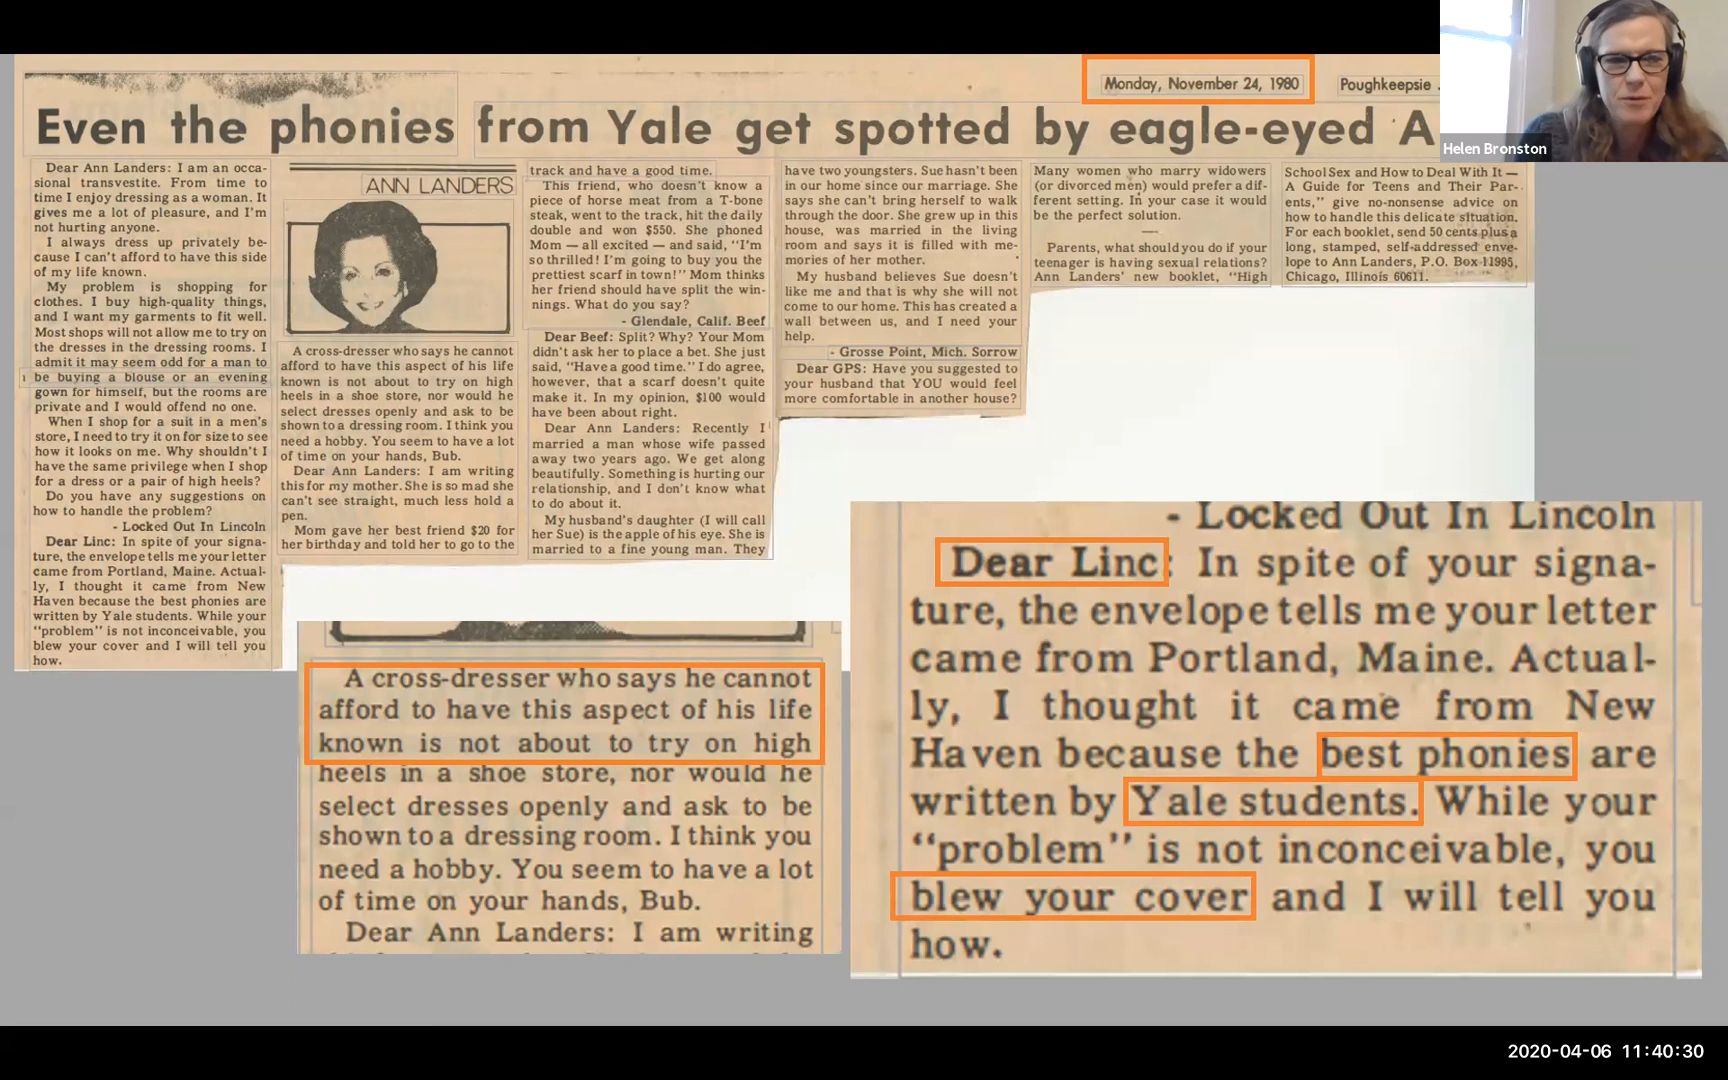 Helen Bronston
Monday, November 24, 1980
Poughkeepsie
Even the phonies from Yale get spotted by eagle-eyed A
Dear Ann Landers: I am an occa-
sional transvestite. From time to
time I enjoy dressing as a woman. It
gives me a lot of pleasure, and I'm
not hurting anyone.
I always dress up privately be-
cause I can't afford to have this side
of my life known.
My problem is shopping for
clothes. I buy high-quality things,
and I want my garments to fit well.
Most shops will not allow me to try on
the dresses in the dressing rooms. I
admit it may seem odd for a man to
be buying a blouse or an evening
gown for himself, but the rooms are
private and I would offend no one.
When I shop for a suit in a men's
store, I need to try it on for size to see
how it looks on me. Why shouldn't I
have the same privilege when I shop
for a dress or a pair of high heels?
Do you have any suggestions on
how to handle the problem?
- Locked Out In Lincoln
Dear Linc: In spite of your signa-
ture, the envelope tells me your letter
came from Portland, Maine. Actual-
ly, I thought it came from New
Haven because the best phonies are
written by Yale students. While your
"problem" is not inconceivable, you
blew your cover and I will tell you
how.
ANN LANDERS
A cross-dresser who says he cannot
afford to have this aspect of his life
known is not about to try on high
heels in a shoe store, nor would he
select dresses openly and ask to be
shown to a dressing room. I think you
need a hobby. You seem to have a lot
of time on your hands, Bub.
Dear Ann Landers: I am writing
this for my mother. She is so mad she
can't see straight, much less hold a
pen.
Mom gave her best friend $20 for
her birthday and told her to go to the
track and have a good time.
This friend, who doesn't know a
piece of horse meat from a T-bone
steak, went to the track, hit the daily
double and won $550. She phoned
Mom — all excited — and said, "I'm
so thrilled! I'm going to buy you the
prettiest scarf in town!" Mom thinks
her friend should have split the win-
nings. What do you say?
- Glendale, Calif. Beef
Dear Beef: Split? Why? Your Mom
didn't ask her to place a bet. She just
said, "Have a good time." I do agree,
however, that a scarf doesn't quite
make it. In my opinion, $100 would
have been about right.
Dear Ann Landers: Recently I
married a man whose wife passed
away two years ago. We get along
beautifully. Something is hurting our
relationship, and I don't know what
to do about it.
My husband's daughter (I will call
her Sue) is the apple of his eye. She is
married to a fine young man. They
have two youngsters. Sue hasn't been
in our home since our marriage. She
says she can't bring herself to walk
through the door. She grew up in this
house, was married in the living
room and says it is filled with me-
mories of her mother.
My husband believes Sue doesn't
like me and that is why she will not
come to our home. This has created a
wall between us, and I need your
help.
- Grosse Point, Mich. Sorrow
Dear GPS: Have you suggested to
your husband that YOU would feel
more comfortable in another house?
Many women who marry widowers
(or divorced men) would prefer a dif-
ferent setting. In your case it would
be the perfect solution.
Parents, what should you do if your
teenager is having sexual relations?
Ann Landers' new booklet, "High
School Sex and How to Deal With It —
A Guide for Teens and Their Par-
ents," give no-nonsense advice on
how to handle this delicate situation.
For each booklet, send 50 cents plus a
long, stamped, self-addressed enve-
lope to Ann Landers, P.O. Box 11995,
Chicago, Illinois 60611.
A cross-dresser who says he cannot
afford to have this aspect of his life
known is not about to try on high
heels in a shoe store, nor would he
select dresses openly and ask to be
shown to a dressing room. I think you
need a hobby. You seem to have a lot
of time on your hands, Bub.
Dear Ann Landers: I am writing
- Locked Out In Lincoln
Dear Linc: In spite of your signa-
ture, the envelope tells me your letter
came from Portland, Maine. Actual-
ly, I thought it came from New
Haven because the best phonies are
written by Yale students. While your
"problem" is not inconceivable, you
blew your cover and I will tell you
how.
2020-04-06 11:40:30